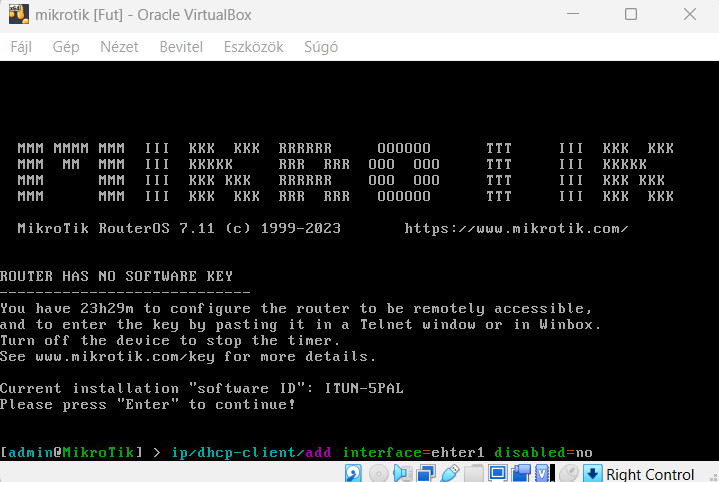 mikrotik [Fut] - Oracle VirtualBox
Fájl Gép Nézet Bevitel Eszközök Súgó
MMM MMMM MMM  III  KKK  KKK  RRRRRR     OOOOOO      TTT     III  KKK  KKK
MMM  MM  MMM  III  KKKKK     RRR  RRR  OOO  OOO     TTT     III  KKKKK
MMM      MMM  III  KKK KKK   RRRRRR    OOO  OOO     TTT     III  KKK KKK
MMM      MMM  III  KKK  KKK  RRR  RRR   OOOOOO      TTT     III  KKK  KKK
MikroTik RouterOS 7.11 (c) 1999-2023       https://www.mikrotik.com/
ROUTER HAS NO SOFTWARE KEY
----------------------------
You have 23h29m to configure the router to be remotely accessible,
and to enter the key by pasting it in a Telnet window or in Winbox.
Turn off the device to stop the timer.
See www.mikrotik.com/key for more details.
Current installation "software ID": ITUN-5PAL
Please press "Enter" to continue!
[admin@MikroTik] > ip/dhcp-client/add interface=ehter1 disabled=no
Right Control